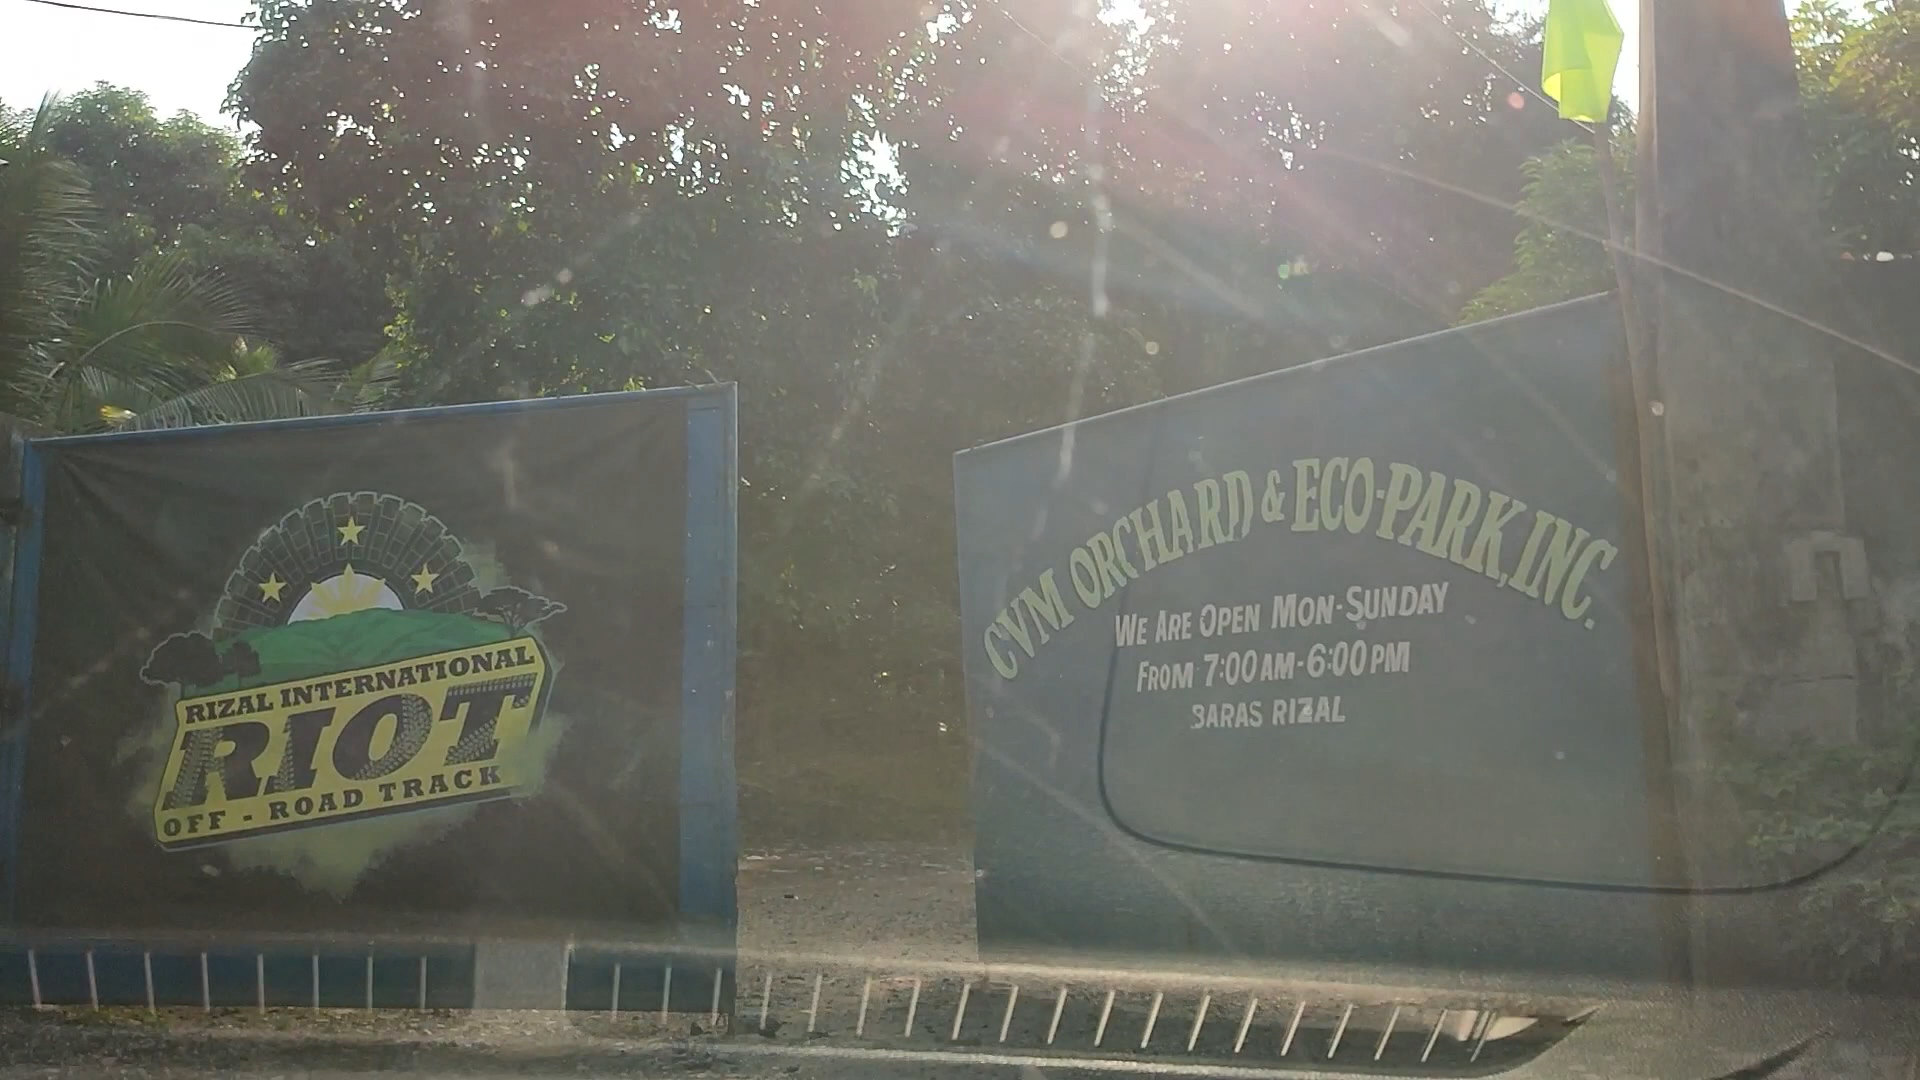 RIZAL INTERNATIONAL
RIOT
OFF - ROAD TRACK
CVM ORCHARD & ECO-PARK, INC.
WE ARE OPEN MON-SUNDAY
FROM 7:00 AM-6:00 PM
BARAS RIZAL